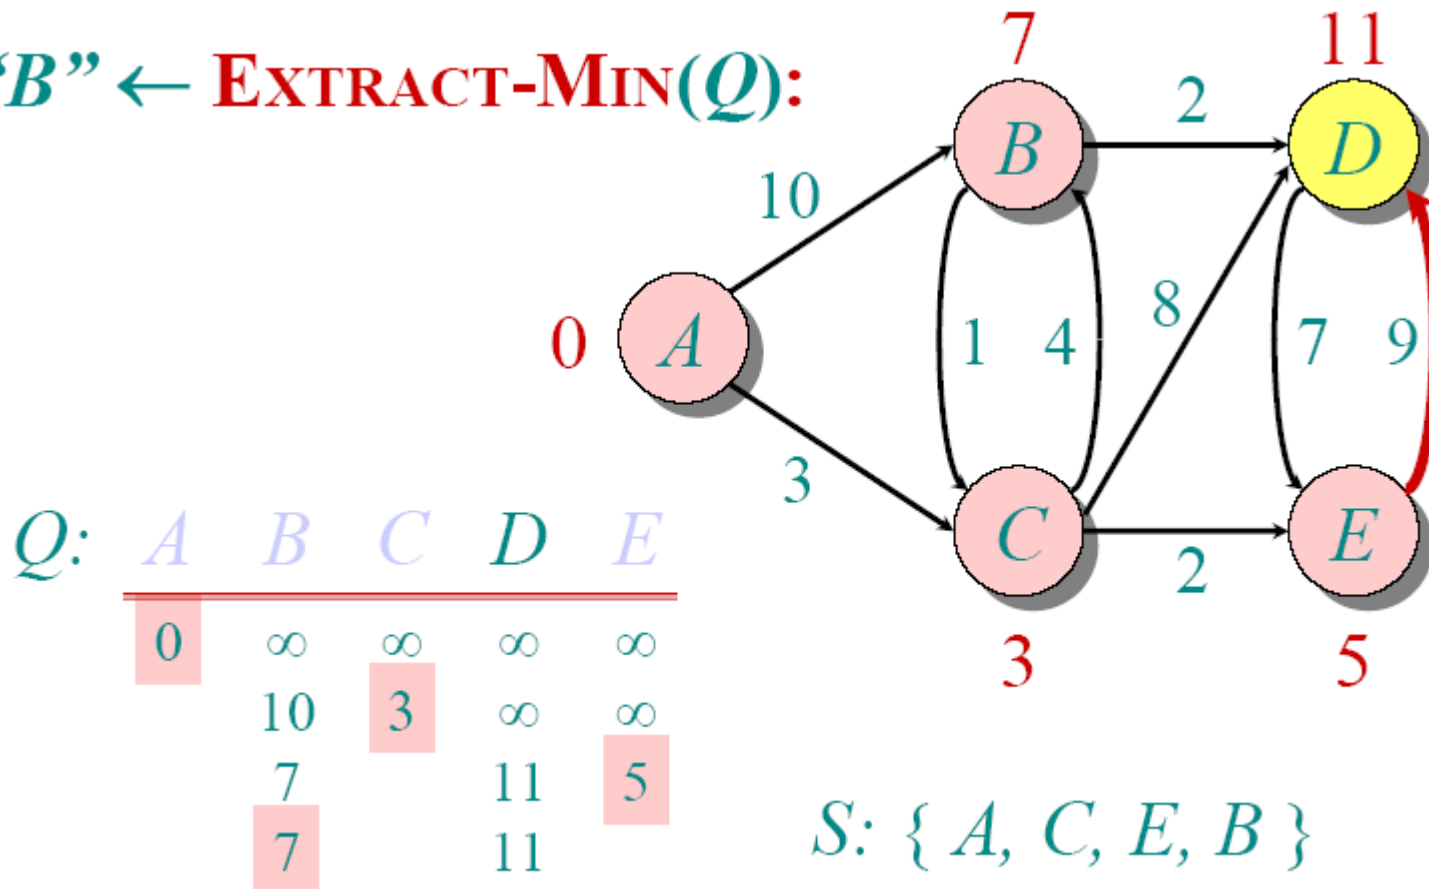 “B” ← EXTRACT-MIN(Q):
7 11
B 2 D
10
A 0
1 4 8 7 9
3
C 2 E
3 5
Q: A B C D E
0 ∞ ∞ ∞ ∞
10 3 ∞ ∞
7 11 5
7 11
S: { A, C, E, B }